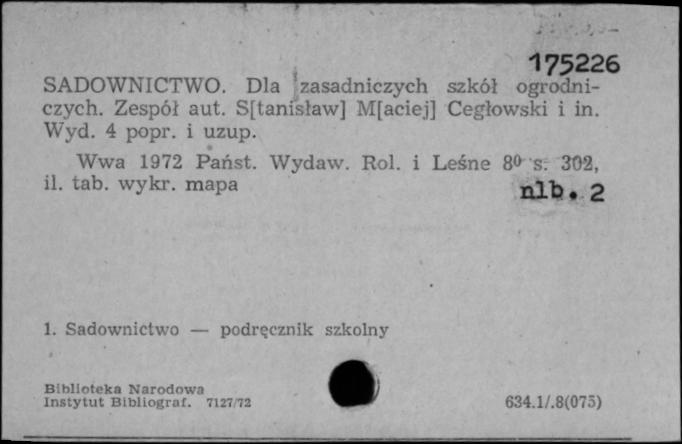 175226
SADOWNICTWO. Dla zasadniczych szkół ogrodni-
czych. Zespół aut. S[tanisław] M[aciej] Cegłowski i in.
Wyd. 4 popr. i uzup.
Wwa 1972 Państ. Wydaw. Rol. i Leśne 8⁰ s. 302,
il. tab. wykr. mapa
nlb. 2
1. Sadownictwo — podręcznik szkolny
Biblioteka Narodowa
Instytut Bibliograf. 7127/72
634.1/.8(075)